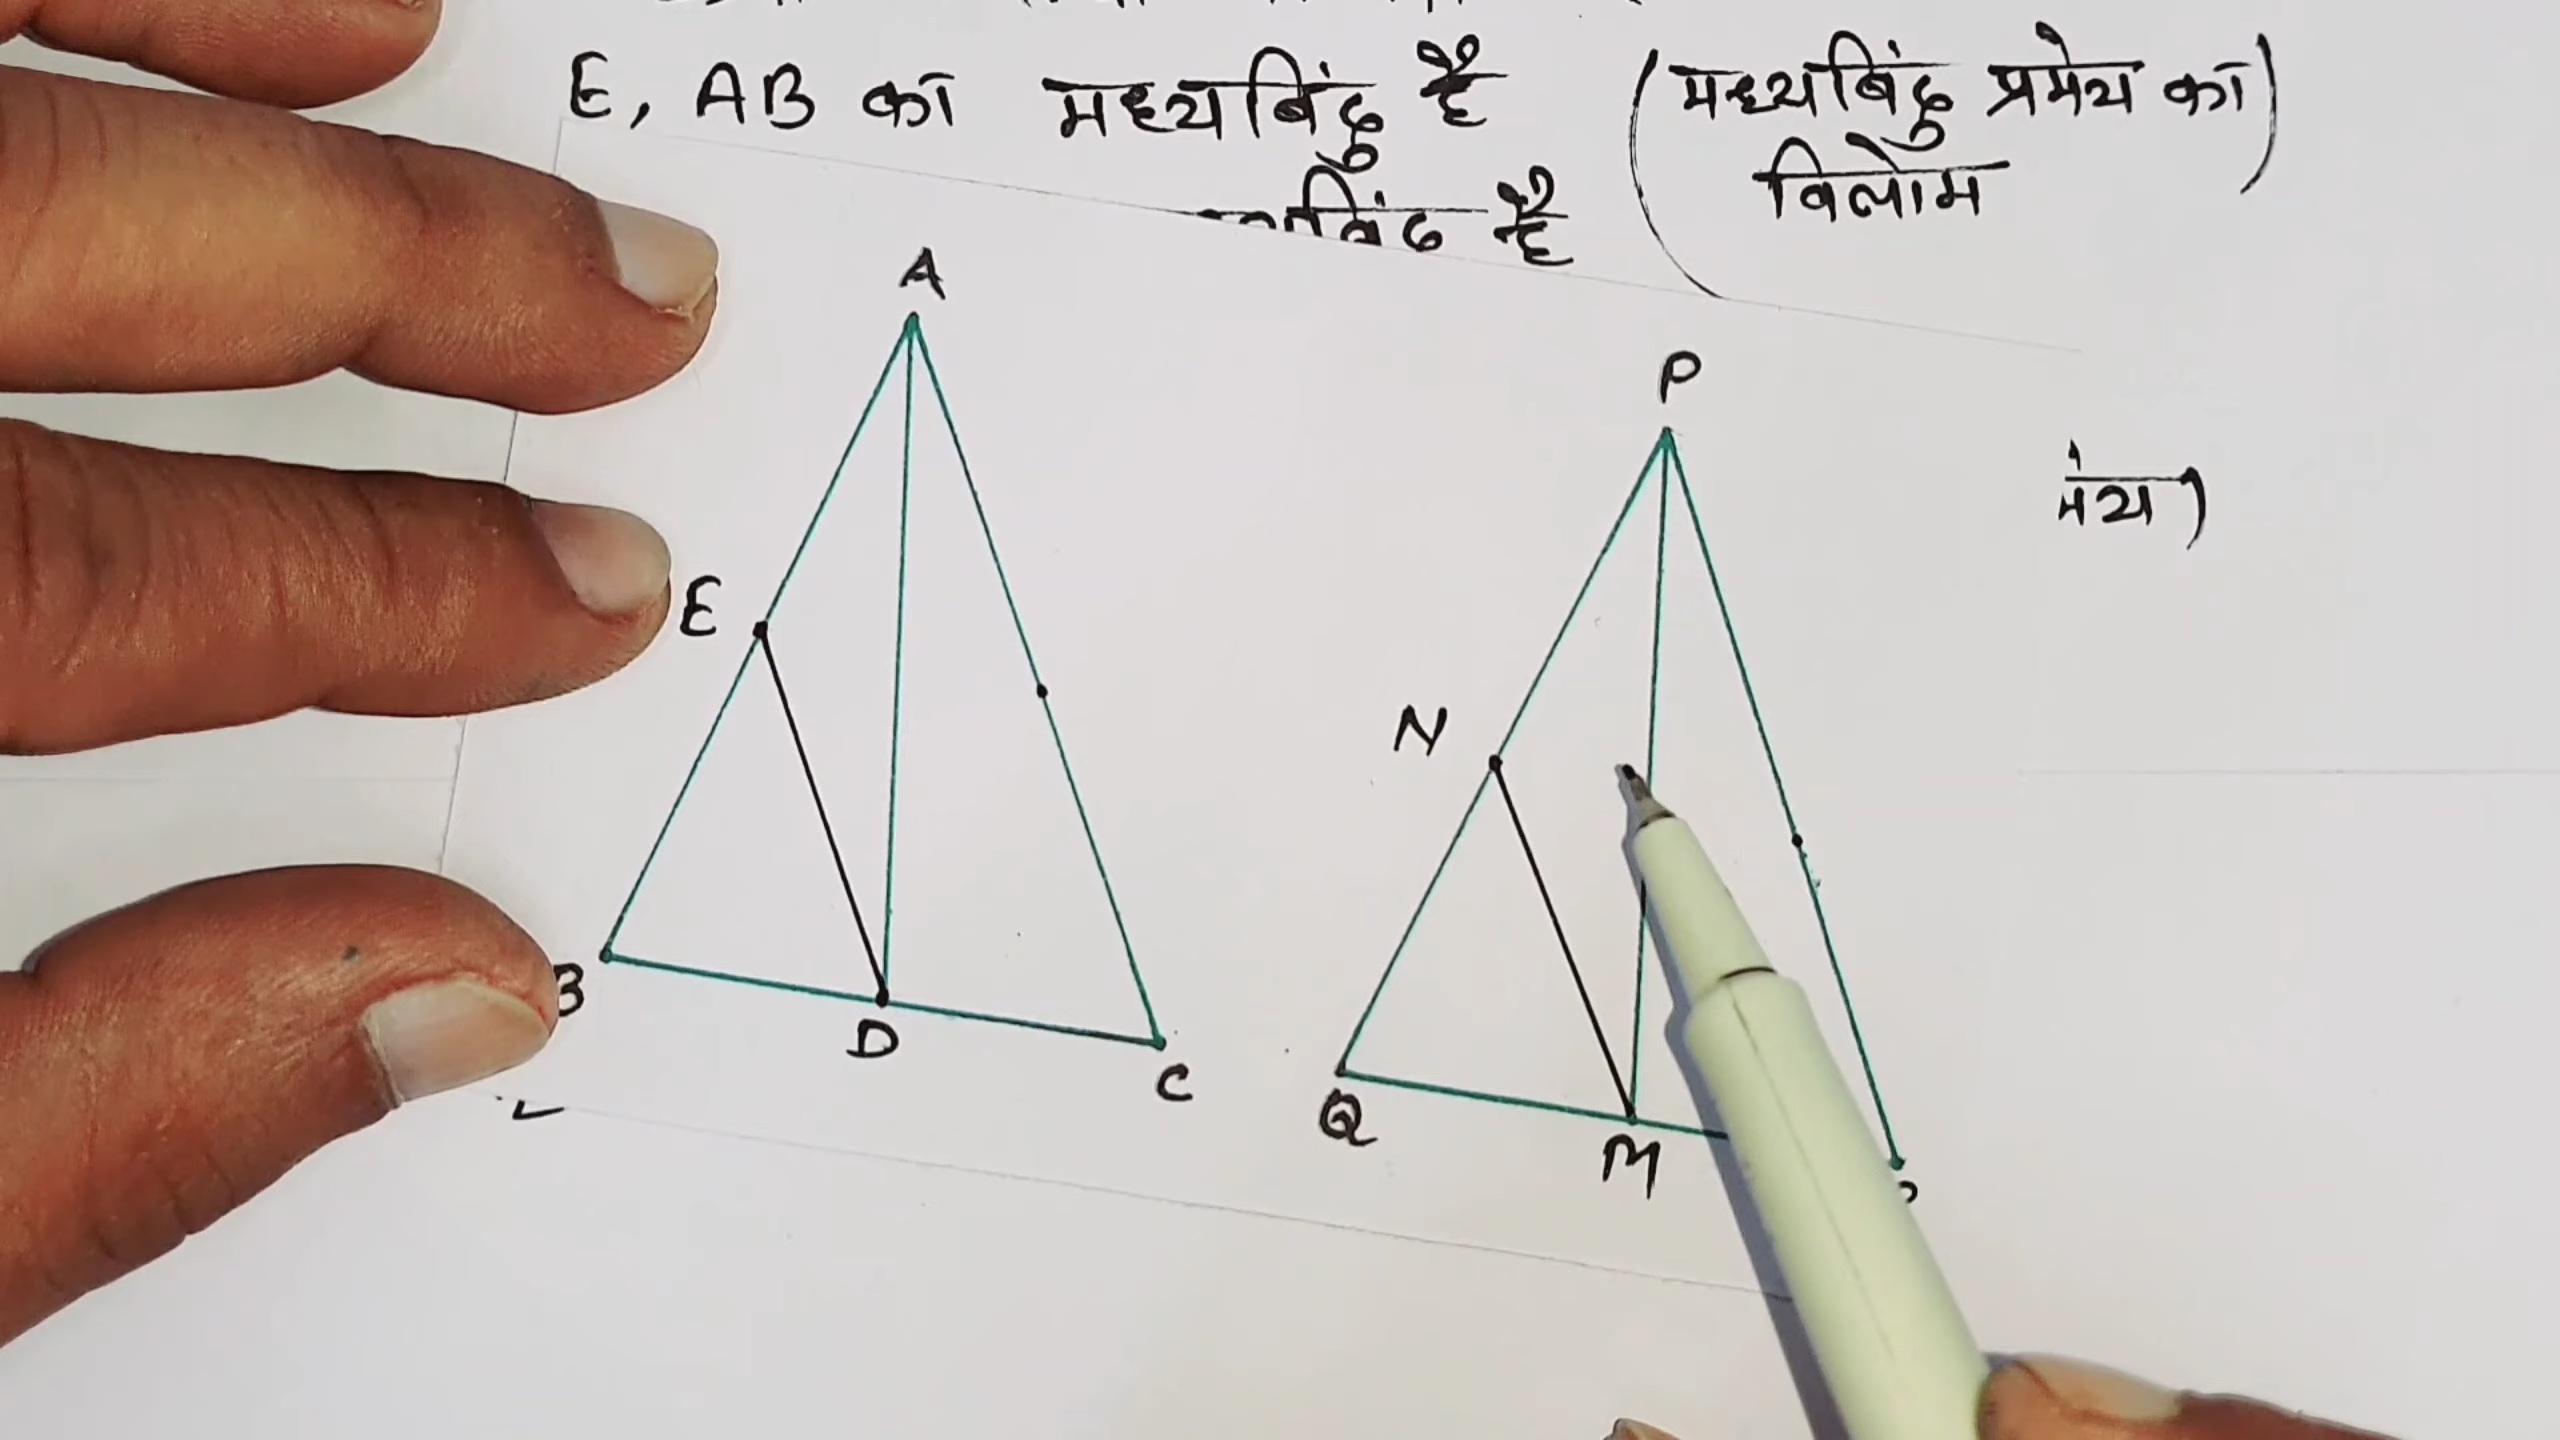 E, AB का मध्यबिंदु है (मध्यबिंदु प्रमेय का
विलोम)
है
A
P
E
N
B
D
C
Q
M